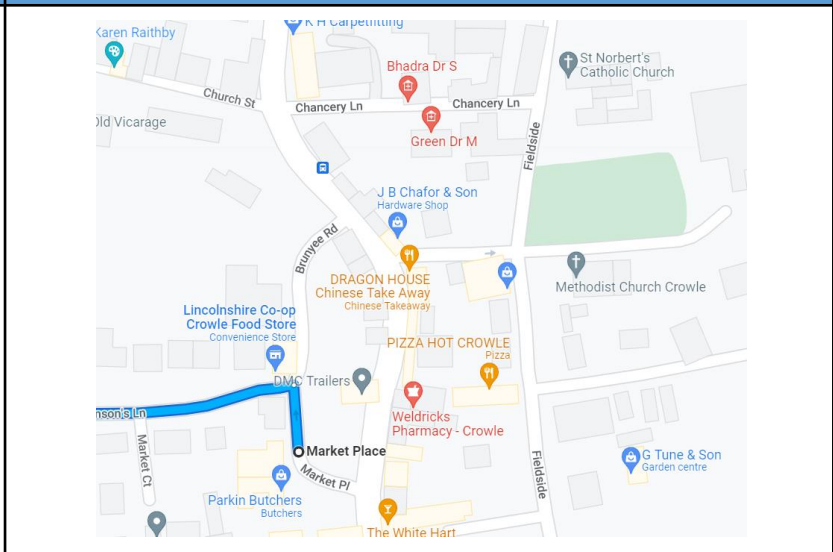 K H Carpetfitting
Karen Raithby
St Norbert's
Catholic Church
Bhadra Dr S
Church St
Chancery Ln
Chancery Ln
Old Vicarage
Green Dr M
Fieldside
J B Chafor & Son
Hardware Shop
Brunyee Rd
DRAGON HOUSE
Chinese Take Away
Chinese Takeaway
Methodist Church Crowle
Lincolnshire Co-op
Crowle Food Store
Convenience Store
PIZZA HOT CROWLE
Pizza
DMC Trailers
nson's Ln
Weldricks
Pharmacy - Crowle
Market Ct
Market Place
Market Pl
Fieldside
G Tune & Son
Garden centre
Parkin Butchers
Butchers
The White Hart